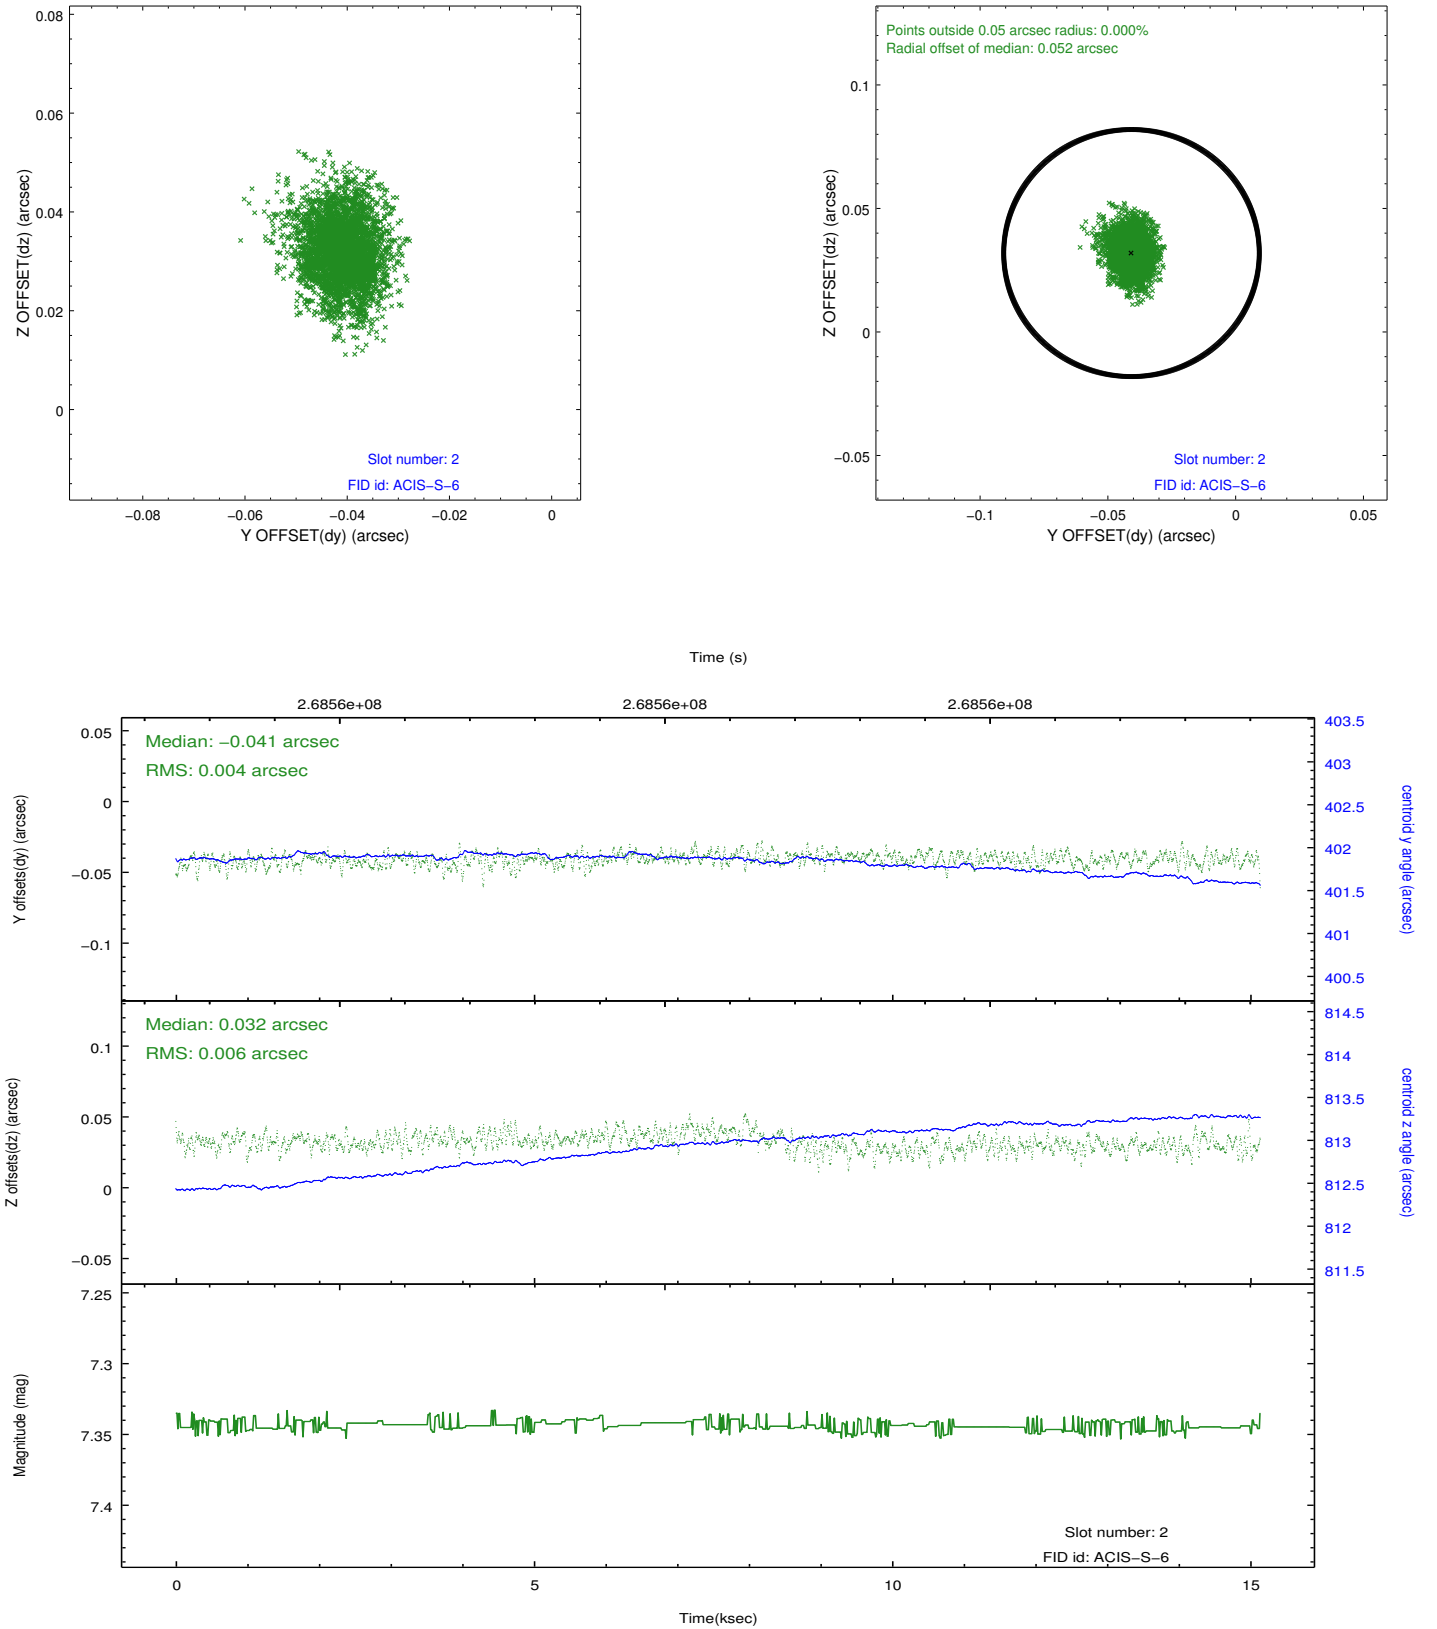 0.08
0.06
0.04
0.02
0
Z OFFSET(dz) (arcsec)
Slot number: 2
FID id: ACIS−S−6
−0.08
−0.06
−0.04
−0.02
0
Y OFFSET(dy) (arcsec)
Points outside 0.05 arcsec radius: 0.000%
Radial offset of median: 0.052 arcsec
0.1
0.05
0
−0.05
Z OFFSET(dz) (arcsec)
Slot number: 2
FID id: ACIS−S−6
−0.1
−0.05
0
0.05
Y OFFSET(dy) (arcsec)
Time (s)
2.6856e+08
2.6856e+08
2.6856e+08
Median: −0.041 arcsec
RMS: 0.004 arcsec
0.05
0
−0.05
−0.1
Y offsets(dy) (arcsec)
403.5
403
402.5
402
401.5
401
400.5
centroid y angle (arcsec)
Median: 0.032 arcsec
RMS: 0.006 arcsec
0.1
0.05
0
−0.05
Z offsets(dz) (arcsec)
814.5
814
813.5
813
812.5
812
811.5
centroid z angle (arcsec)
7.25
7.3
7.35
7.4
Magnitude (mag)
Slot number: 2
FID id: ACIS−S−6
0
5
10
15
Time(ksec)